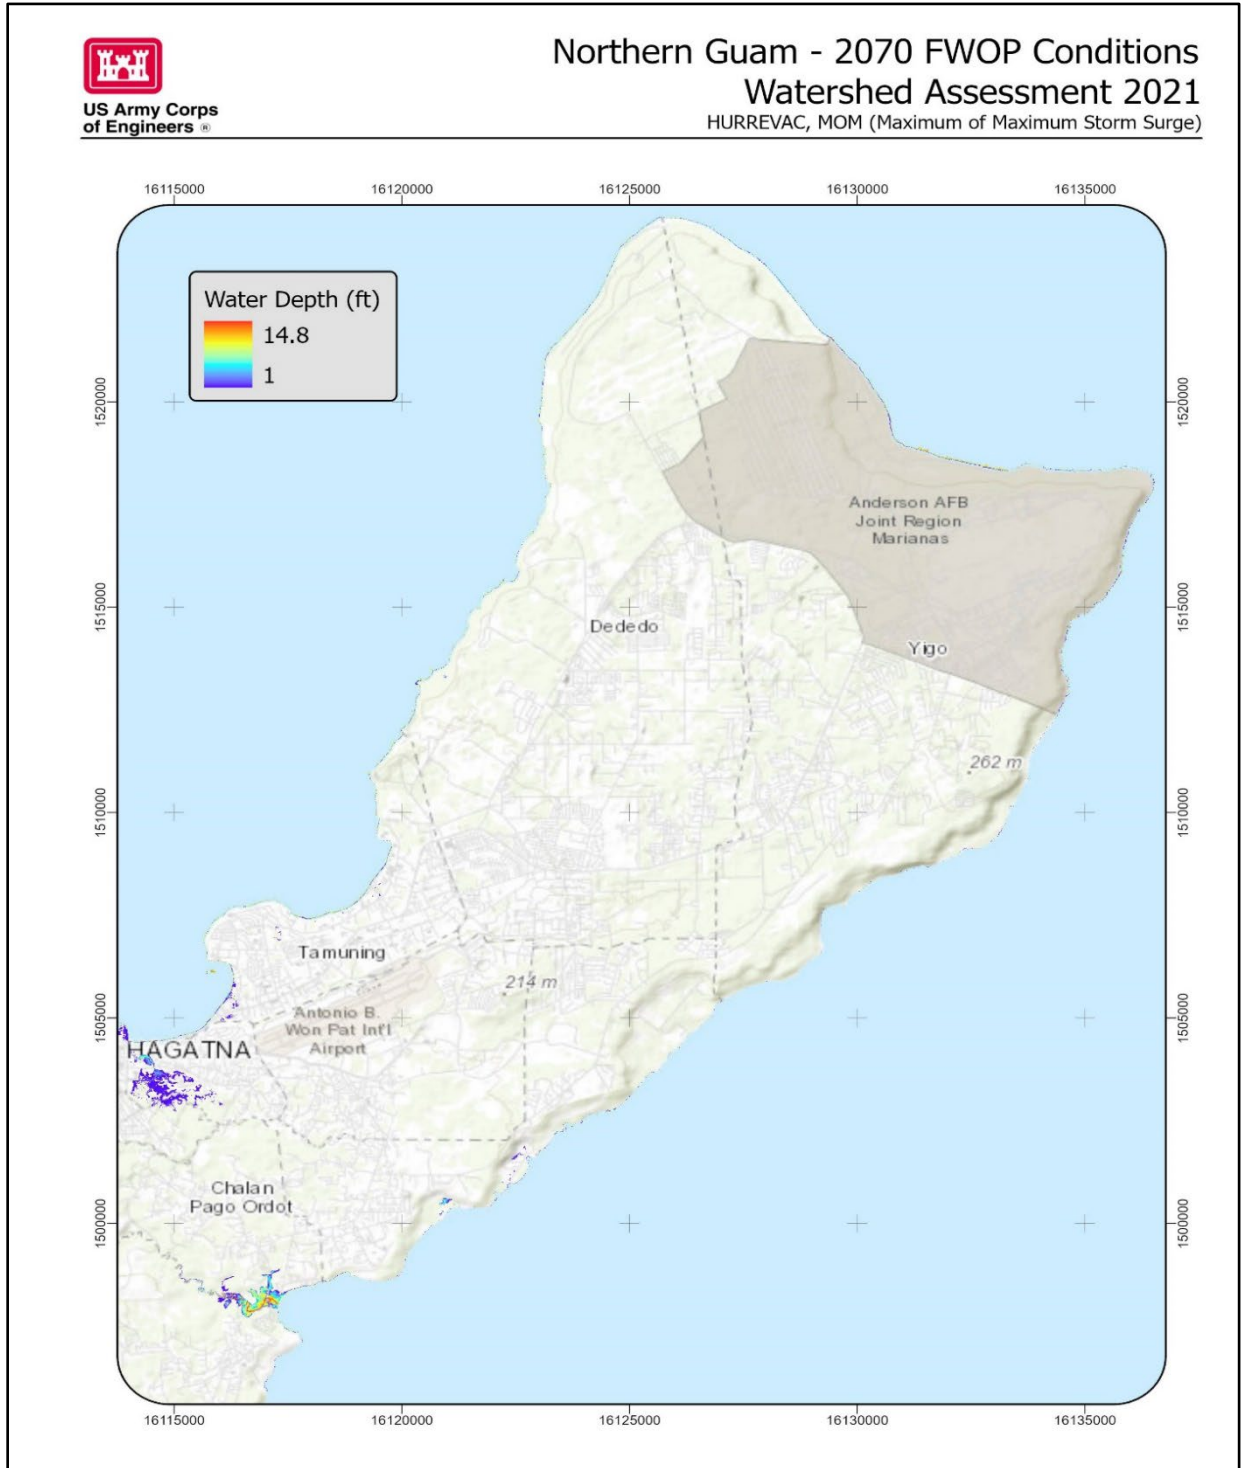 US Army Corps
of Engineers ®
Northern Guam - 2070 FWOP Conditions
Watershed Assessment 2021
HURREVAC, MOM (Maximum of Maximum Storm Surge)
16115000
16120000
16125000
16130000
16135000
Water Depth (ft)
14.8
1
1520000
1520000
Anderson AFB
Joint Region
Marianas
1515000
1515000
Dededo
Yigo
262 m
1510000
1510000
Tamuning
214 m
Antonio B.
Won Pat Int'l
Airport
1505000
1505000
HAGATNA
Chalan
Pago Ordot
1500000
1500000
16115000
16120000
16125000
16130000
16135000